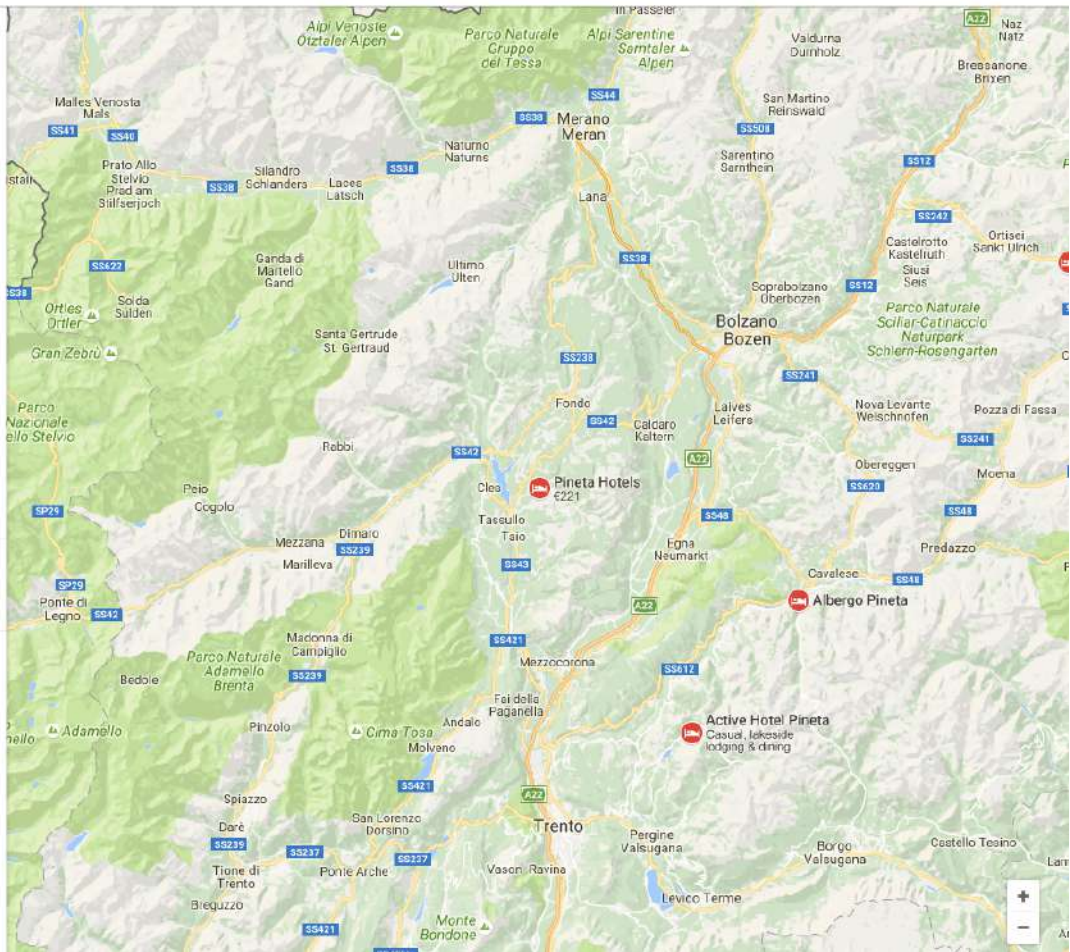 In Passeier
A22
Naz
Natz
Alpi Venoste
Ötztaler Alpen
Parco Naturale
Gruppo
del Tessa
Alpi Sarentine
Sarntaler
Alpen
Valdurna
Durnholz
Bressanone
Brixen
Malles Venosta
Mals
SS41
SS40
SS38
SS44
Merano
Meran
San Martino
Reinswald
SS508
Naturno
Naturns
Sarentino
Sarnthein
SS12
Prato Allo
Stelvio
Prad am
Stilfserjoch
SS38
Silandro
Schlanders
Laces
Latsch
SS38
Lana
SS242
Ortisei
Sankt Ulrich
Castelrotto
Kastelruth
Siusi
Seis
SS622
Ganda di
Martello
Gand
Ultimo
Ulten
SS38
SS38
Solda
Sulden
Ortles
Ortler
Soprabolzano
Oberbozen
SS12
Parco Naturale
Sciliar-Catinaccio
Naturpark
Schlern-Rosengarten
Bolzano
Bozen
Santa Gertrude
St. Gertraud
Gran Zebrù
SS238
SS241
Parco
Nazionale
ello Stelvio
Fondo
SS42
Caldaro
Kaltern
Laives
Leifers
Nova Levante
Welschnofen
Pozza di Fassa
SS241
Rabbi
SS42
A22
Obereggen
Moena
SS620
Peio
Cogolo
Cles
Pineta Hotels
€221
SP29
Tassullo
Taio
SS48
SS48
Mezzana
Marilleva
Dimaro
SS239
SS43
Egna
Neumarkt
Predazzo
Cavalese
SS48
SP29
Ponte di
Legno
SS42
A22
Albergo Pineta
Madonna di
Campiglio
SS239
SS421
Mezzocorona
SS612
Parco Naturale
Adamello
Brenta
Bedole
Fai della
Paganella
Adamello
Pinzolo
Cima Tosa
Andalo
Molveno
Active Hotel Pineta
Casual, lakeside
lodging & dining
SS421
A22
Spiazzo
Darè
SS239
San Lorenzo
Dorsino
Trento
Pergine
Valsugana
SS237
SS237
Tione di
Trento
Ponte Arche
Vason
Ravina
Borgo
Valsugana
Castello Tesino
Breguzzo
Levico Terme
SS421
Monte
Bondone
+
−